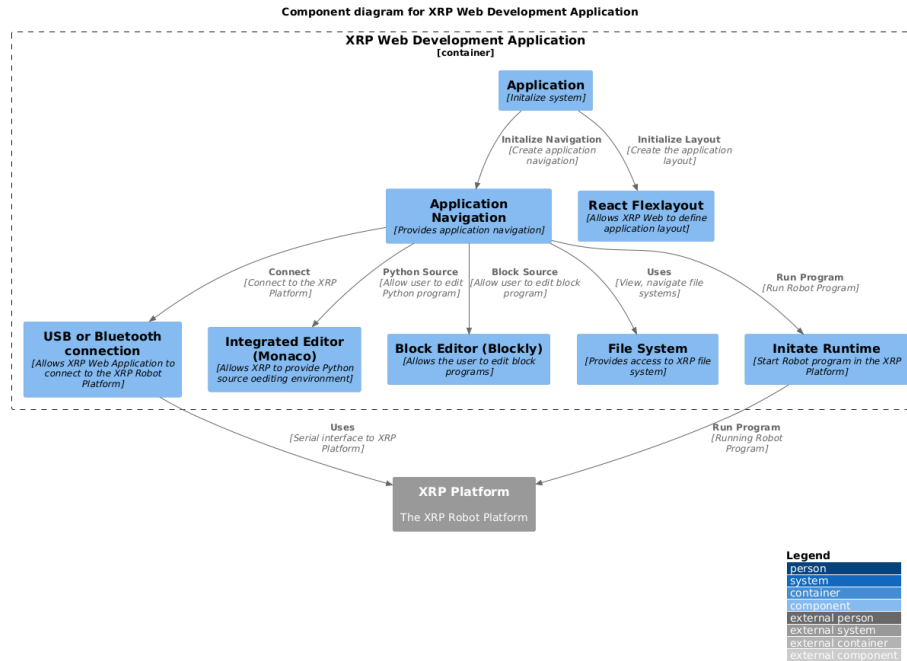 Component diagram for XRP Web Development Application
XRP Web Development Application
[container]
Application
[Initalize system]
Initalize Navigation
[Create application
navigation]
Initialize Layout
[Create the application
layout]
Application
Navigation
[Provides application navigation]
React Flexlayout
[Allows XRP Web to define
application layout]
Connect
[Connect to the XRP
Platform]
Python Source
[Allow user to edit
Python program]
Block Source
[Allow user to edit block
program]
Uses
[View, navigate file
systems]
Run Program
[Run Robot Program]
USB or Bluetooth
connection
[Allows XRP Web Application to
connect to the XRP Robot
Platform]
Integrated Editor
(Monaco)
[Allows XRP to provide Python
source oediting environment]
Block Editor (Blockly)
[Allows the user to edit block
programs]
File System
[Provides access to XRP file
system]
Initate Runtime
[Start Robot program in the XRP
Platform]
Uses
[Serial interface to XRP
Platform]
Run Program
[Running Robot
Program]
XRP Platform
The XRP Robot Platform
Legend
person
system
container
component
external person
external system
external container
external component